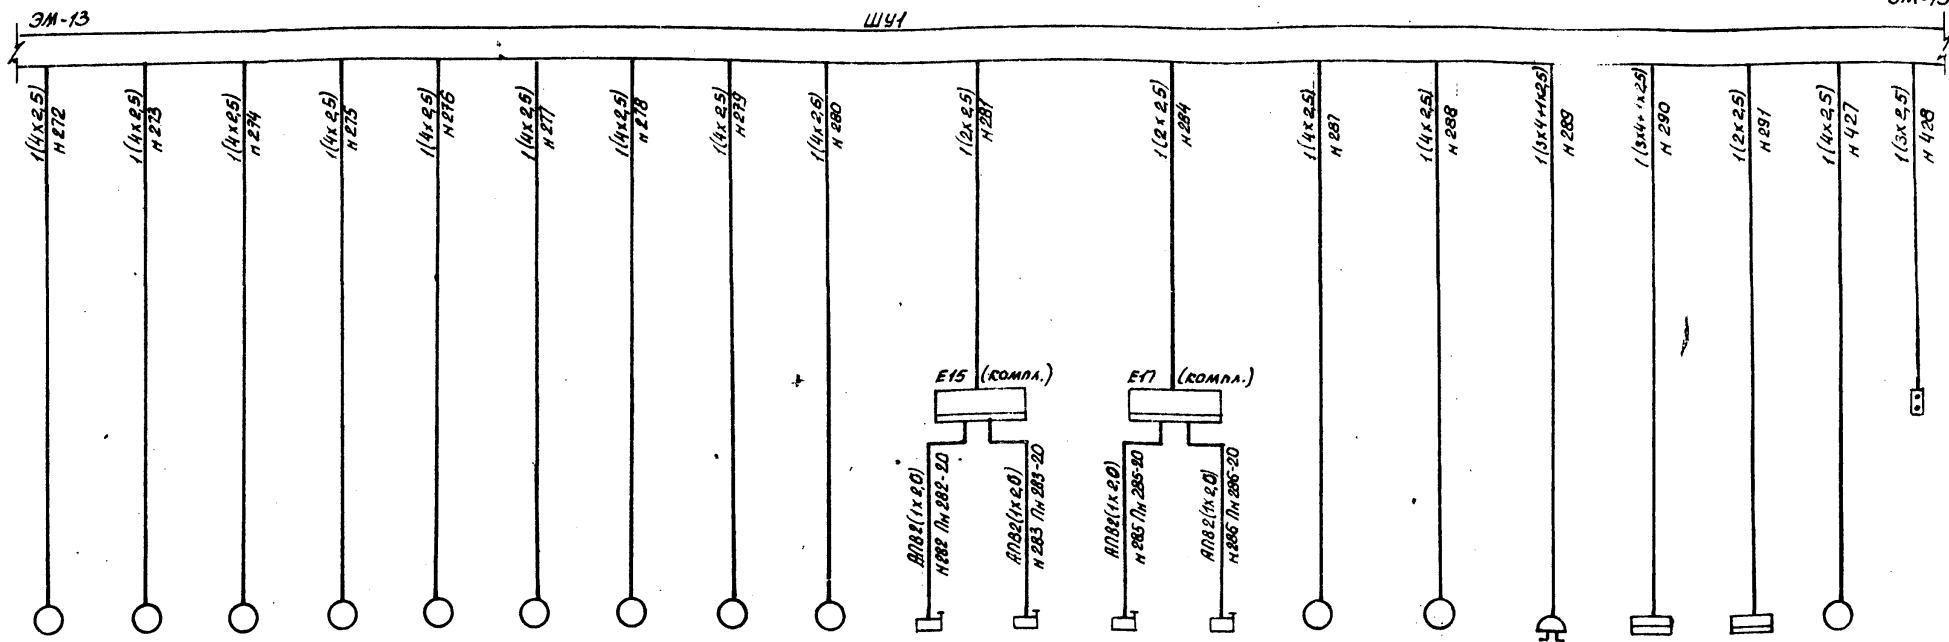 ЭМ-13
ШУ1
ЭМ-13
1(4x2,5)
н272
1(4x2,5)
н273
1(4x2,5)
н274
1(4x2,5)
н275
1(4x2,5)
н276
1(4x2,5)
н277
1(4x2,5)
н278
1(4x2,5)
н279
1(4x2,5)
н280
1(2x2,5)
н281
1(2x2,5)
н284
1(4x2,5)
н287
1(4x2,5)
н288
1(3x4+1x2,5)
н289
1(3x4+1x2,5)
н290
1(2x2,5)
н291
1(4x2,5)
н427
1(3x2,5)
н428
Е15 (компл.)
Е17 (компл.)
АПВ2(1x2,0)
н282 Пн282-20
АПВ2(1x2,0)
н283 Пн283-20
АПВ2(1x2,0)
н285 Пн285-20
АПВ2(1x2,0)
н286 Пн286-20